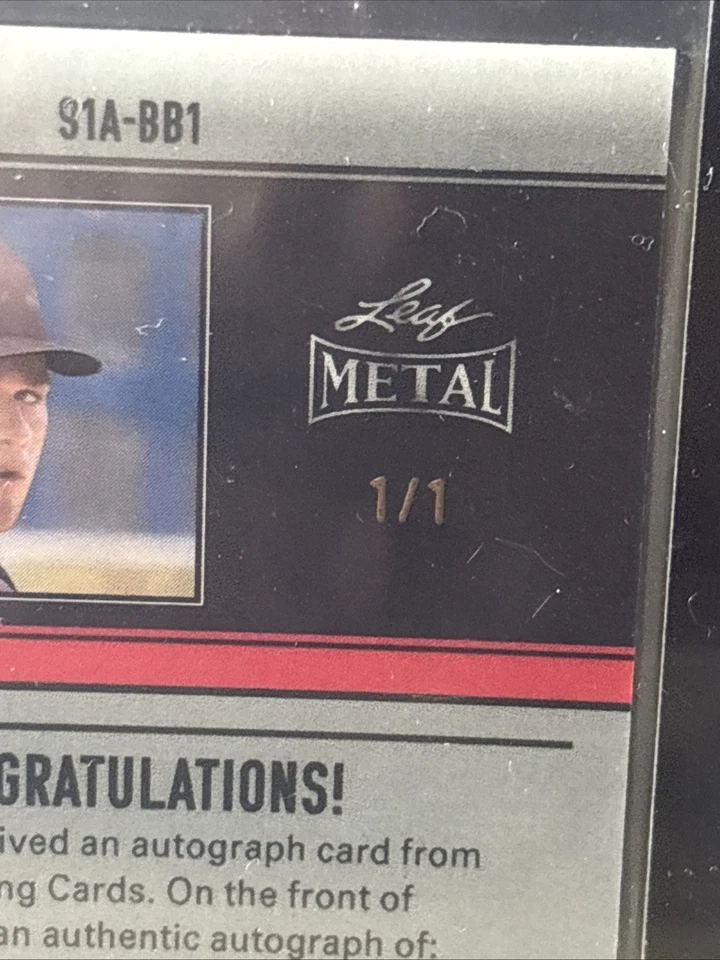 S1A-BB1
Leaf
METAL
1/1
GRATULATIONS!
ived an autograph card from
ng Cards. On the front of
an authentic autograph of: